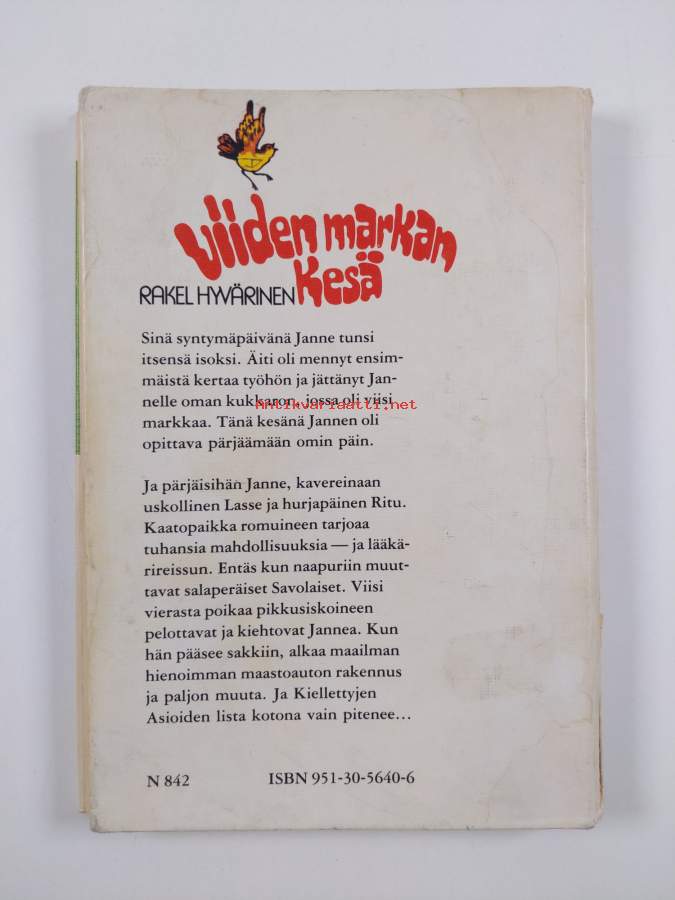 Viiden markan
RAKEL HYVÄRINEN Kesä
Sinä syntymäpäivänä Janne tunsi
itsensä isoksi. Äiti oli mennyt ensim-
mäistä kertaa työhön ja jättänyt Jan-
nelle oman kukkaron, jossa oli viisi
Antikvariaatti.net
markkaa. Tänä kesänä Jannen oli
opittava pärjäämään omin päin.
Ja pärjäisihän Janne, kavereinaan
uskollinen Lasse ja hurjapäinen Ritu.
Kaatopaikka romuineen tarjoaa
tuhansia mahdollisuuksia — ja lääkä-
rireissun. Entäs kun naapuriin muut-
tavat salaperäiset Savolaiset. Viisi
vierasta poikaa pikkusiskoineen
pelottavat ja kiehtovat Jannea. Kun
hän pääsee sakkiin, alkaa maailman
hienoimman maastoauton rakennus
ja paljon muuta. Ja Kiellettyjen
Asioiden lista kotona vain pitenee...
N 842 ISBN 951-30-5640-6